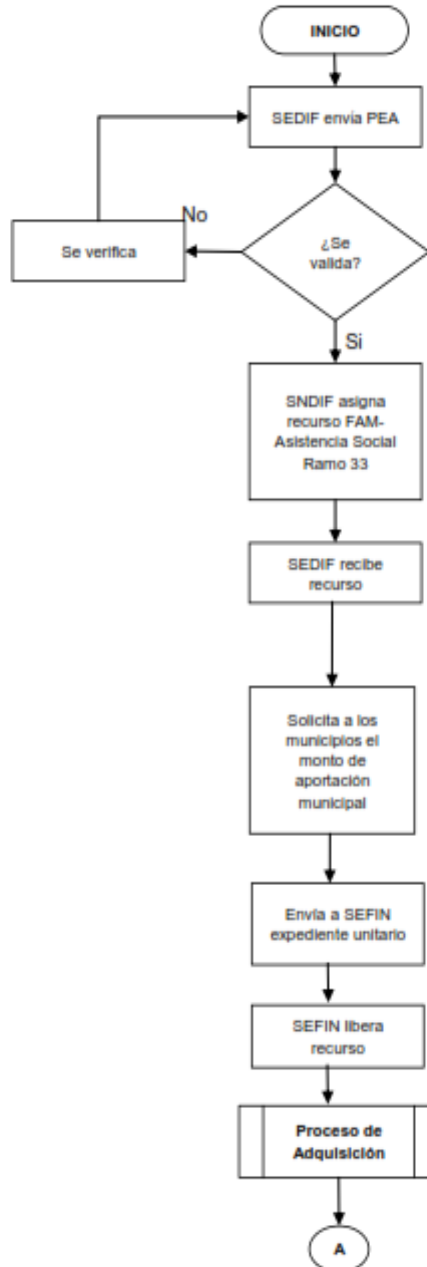 INICIO
SEDIF envía PEA
No
Se verifica
¿Se
valida?
Si
SNDIF asigna
recurso FAM-
Asistencia Social
Ramo 33
SEDIF recibe
recurso
Solicita a los
municipios el
monto de
aportación
municipal
Envía a SEFIN
expediente unitario
SEFIN libera
recurso
Proceso de
Adquisición
A